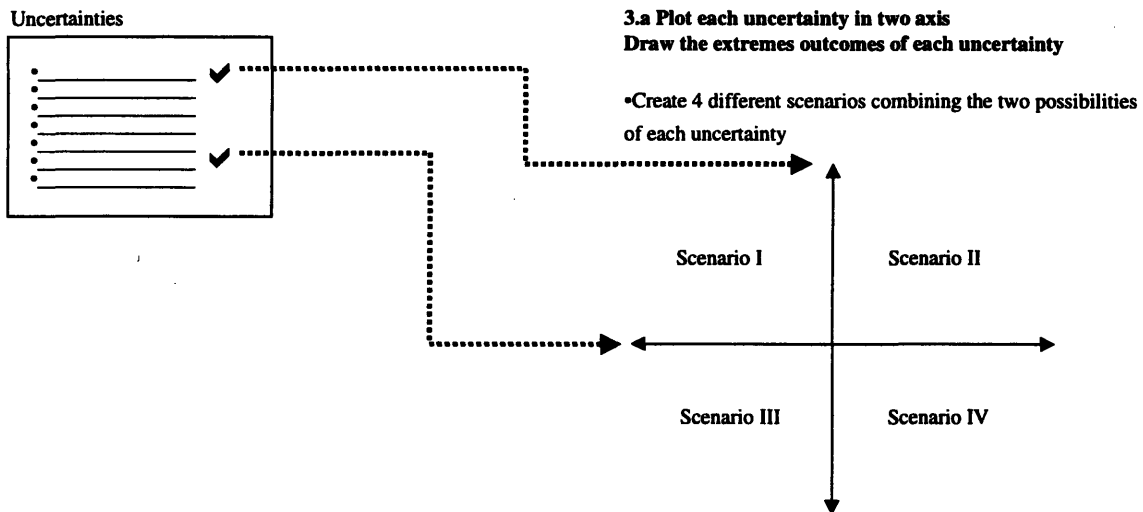 Uncertainties
3.a Plot each uncertainty in two axis
Draw the extremes outcomes of each uncertainty
•Create 4 different scenarios combining the two possibilities
of each uncertainty
Scenario I
Scenario II
Scenario III
Scenario IV